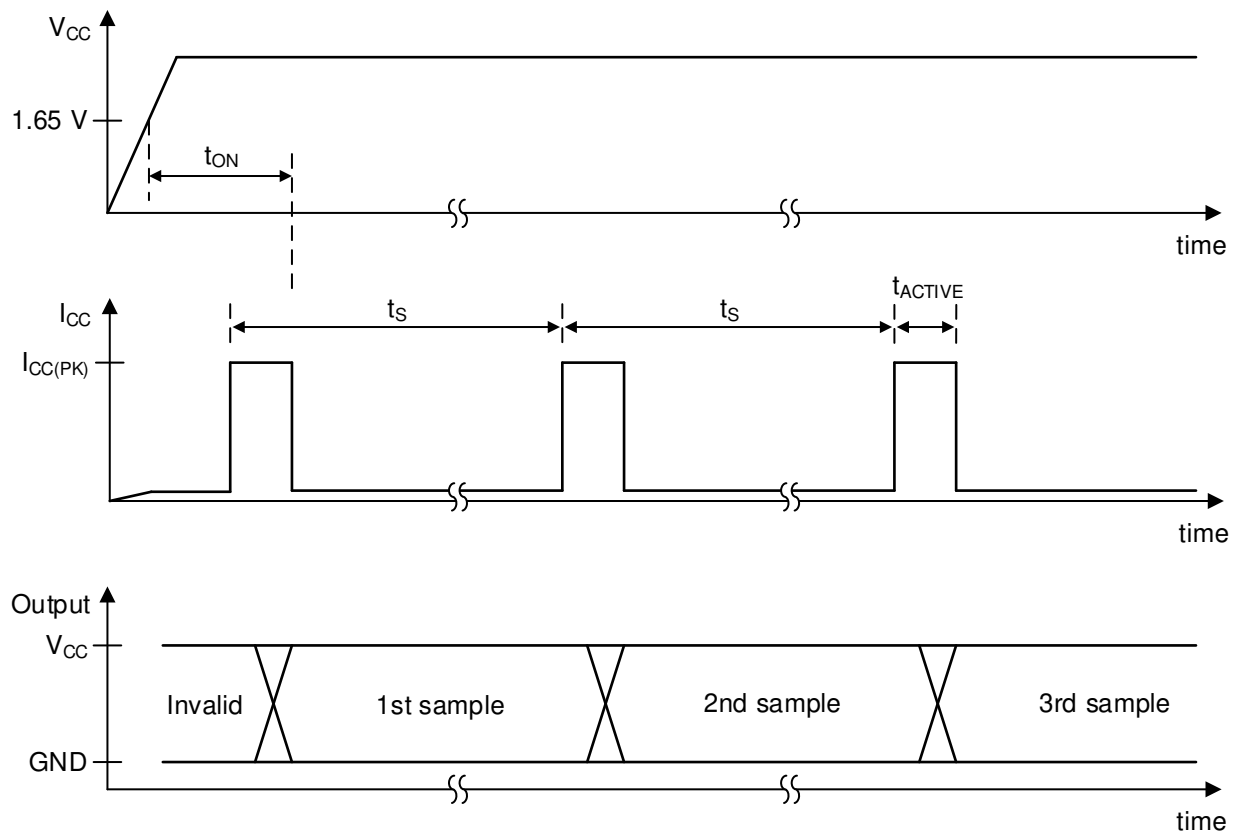 VCC
1.65 V
tON
time
ICC
tS
tS
tACTIVE
ICC(PK)
time
Output
VCC
Invalid
1st sample
2nd sample
3rd sample
GND
time